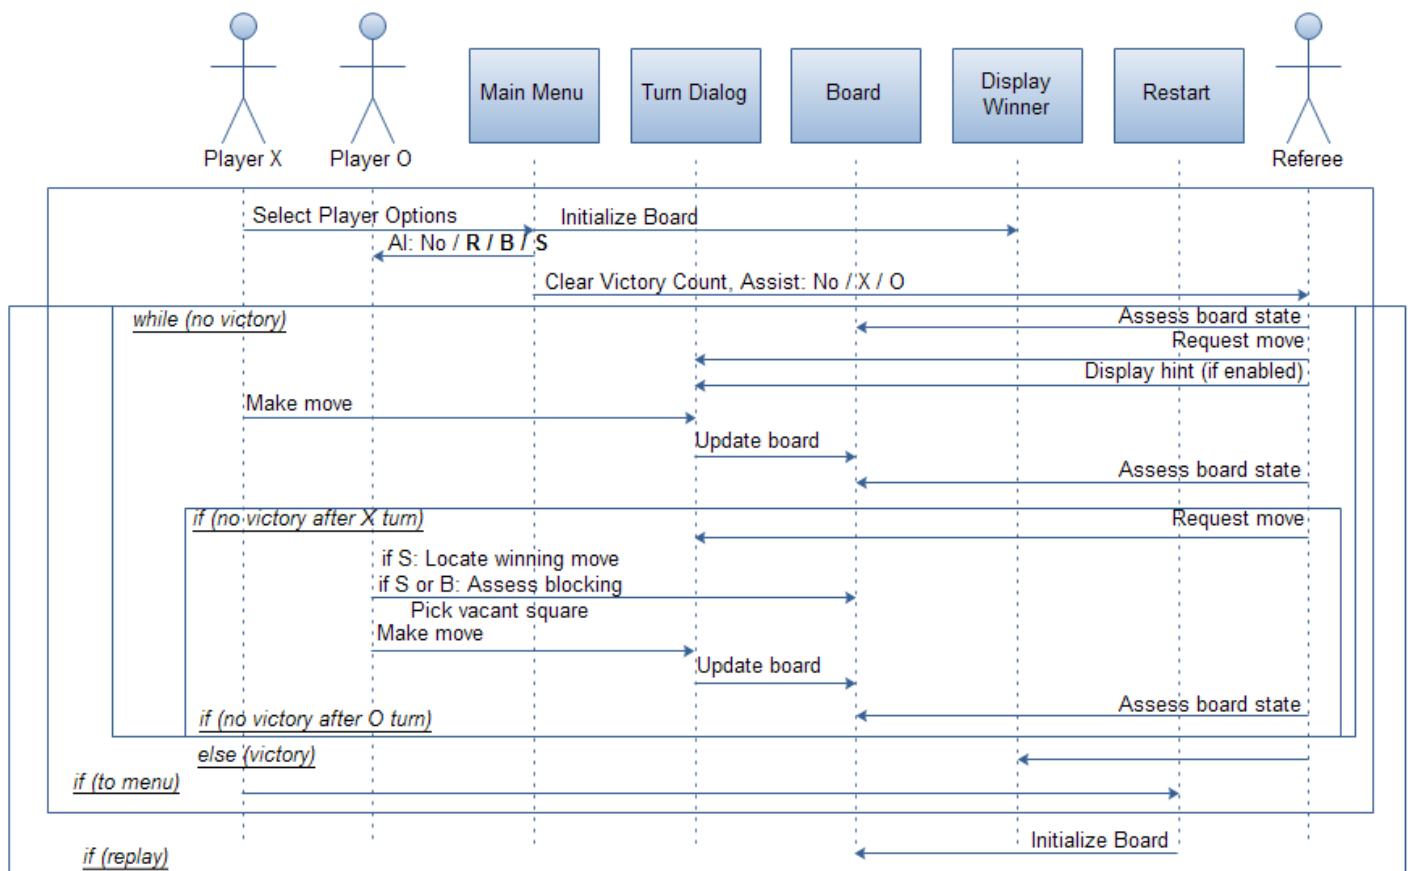 Main Menu
Turn Dialog
Board
Display
Winner
Restart
Player X
Player O
Referee
Select Player Options
Initialize Board
AI: No / R / B / S
Clear Victory Count, Assist: No / X / O
while (no victory)
Assess board state
Request move
Display hint (if enabled)
Make move
Update board
Assess board state
if (no victory after X turn)
Request move
if S: Locate winning move
if S or B: Assess blocking
Pick vacant square
Make move
Update board
Assess board state
if (no victory after O turn)
else (victory)
if (to menu)
Initialize Board
if (replay)